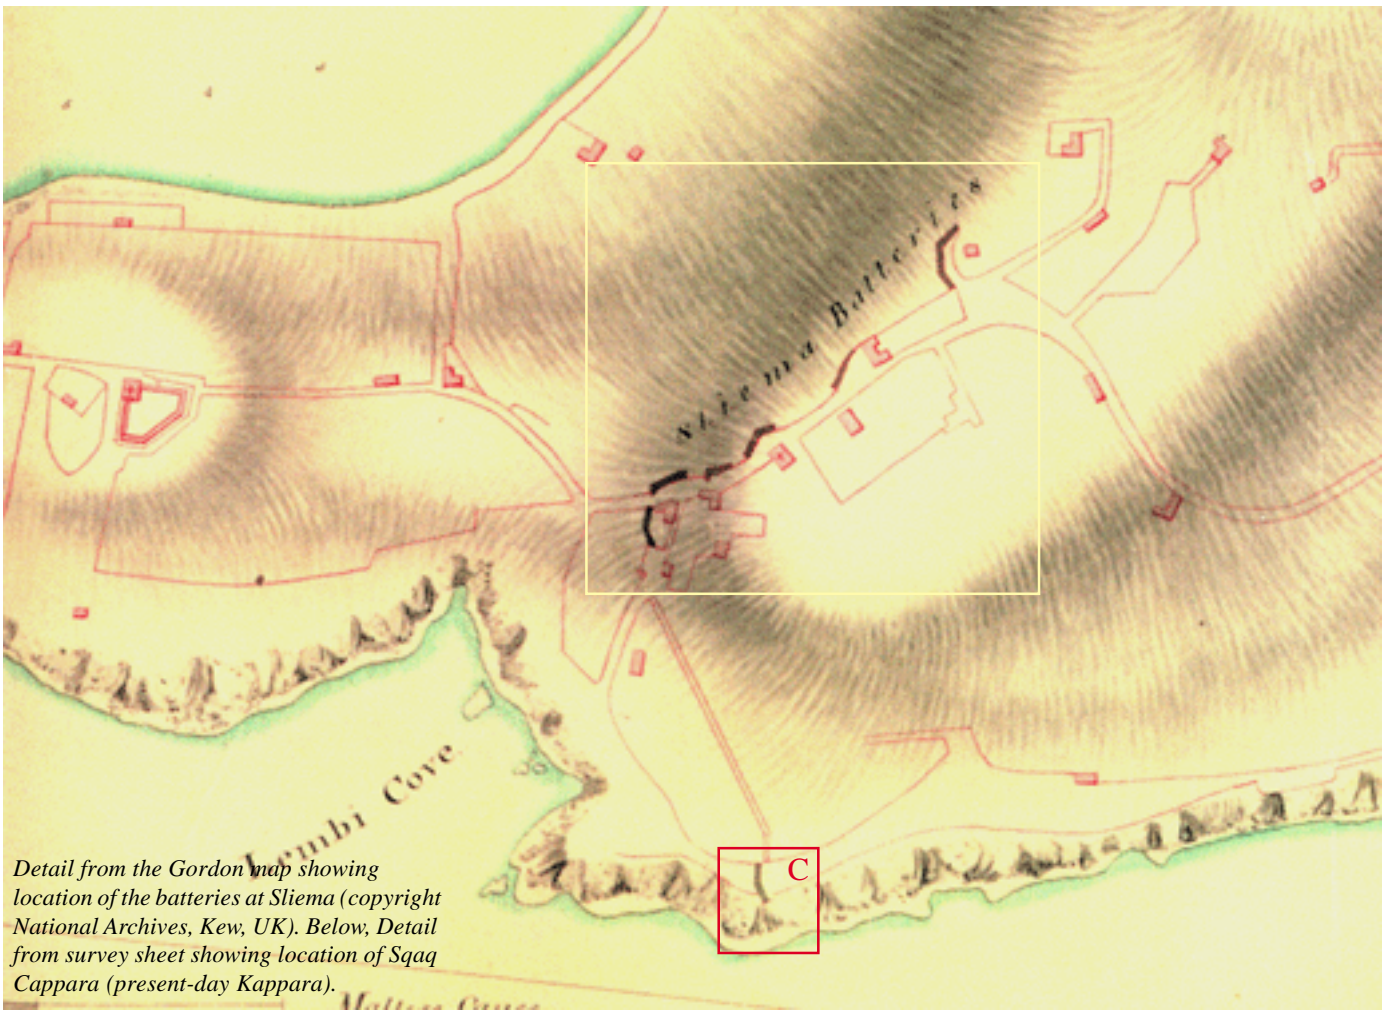 Sliema Batteries
Lembi Cove
C
Detail from the Gordon map showing
location of the batteries at Sliema (copyright
National Archives, Kew, UK). Below, Detail
from survey sheet showing location of Sqaq
Cappara (present-day Kappara).